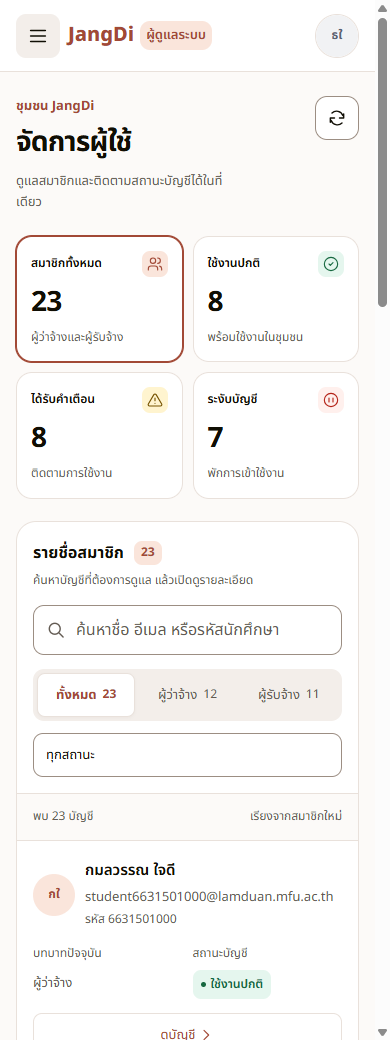 JangDi ผู้ดูแลระบบ
ธใ
ชุมชน JangDi
จัดการผู้ใช้
ดูแลสมาชิกและติดตามสถานะบัญชีได้ในที่
เดียว
สมาชิกทั้งหมด
23
ผู้ว่าจ้างและผู้รับจ้าง
ใช้งานปกติ
8
พร้อมใช้งานในชุมชน
ได้รับคำเตือน
8
ติดตามการใช้งาน
ระงับบัญชี
7
พักการเข้าใช้งาน
รายชื่อสมาชิก 23
ค้นหาบัญชีที่ต้องการดูแล แล้วเปิดดูรายละเอียด
ค้นหาชื่อ อีเมล หรือรหัสนักศึกษา
ทั้งหมด 23 ผู้ว่าจ้าง 12 ผู้รับจ้าง 11
ทุกสถานะ
พบ 23 บัญชี เรียงจากสมาชิกใหม่
กใ
กมลวรรณ ใจดี
student6631501000@lamduan.mfu.ac.th
รหัส 6631501000
บทบาทปัจจุบัน
ผู้ว่าจ้าง
สถานะบัญชี
ใช้งานปกติ
ดูบัญชี